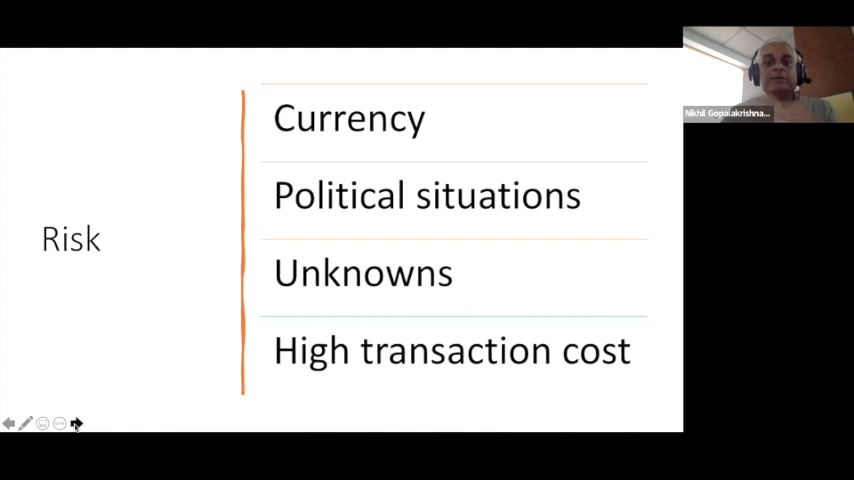 Risk
Currency
Political situations
Unknowns
High transaction cost
Nikhil Gopalakrishna...